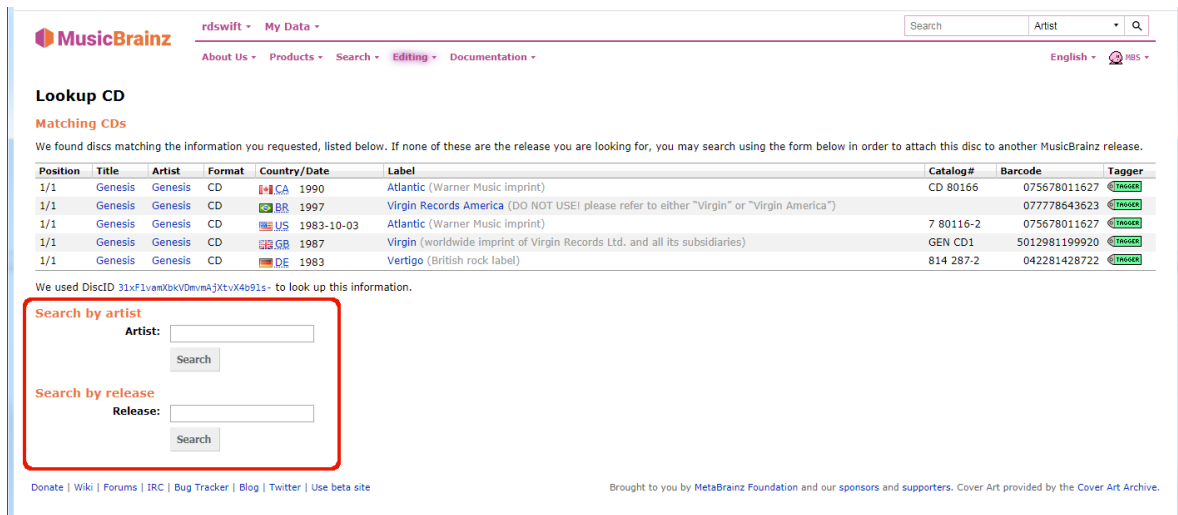 MusicBrainz
rdswift My Data
Search Artist
About Us Products Search Editing Documentation English MBS
Lookup CD
Matching CDs
We found discs matching the information you requested, listed below. If none of these are the release you are looking for, you may search using the form below in order to attach this disc to another MusicBrainz release.
Position Title Artist Format Country/Date Label Catalog# Barcode Tagger
1/1 Genesis Genesis CD CA 1990 Atlantic (Warner Music imprint) CD 80166 075678011627 TAGGER
1/1 Genesis Genesis CD BR 1997 Virgin Records America (DO NOT USE! please refer to either “Virgin” or “Virgin America”) 077778643623 TAGGER
1/1 Genesis Genesis CD US 1983-10-03 Atlantic (Warner Music imprint) 7 80116-2 075678011627 TAGGER
1/1 Genesis Genesis CD GB 1987 Virgin (worldwide imprint of Virgin Records Ltd. and all its subsidiaries) GEN CD1 5012981199920 TAGGER
1/1 Genesis Genesis CD DE 1983 Vertigo (British rock label) 814 287-2 042281428722 TAGGER
We used DiscID 31xF1vamXbkVDmvmAjXtvX4b9ls- to look up this information.
Search by artist
Artist:
Search
Search by release
Release:
Search
Donate | Wiki | Forums | IRC | Bug Tracker | Blog | Twitter | Use beta site Brought to you by MetaBrainz Foundation and our sponsors and supporters. Cover Art provided by the Cover Art Archive.